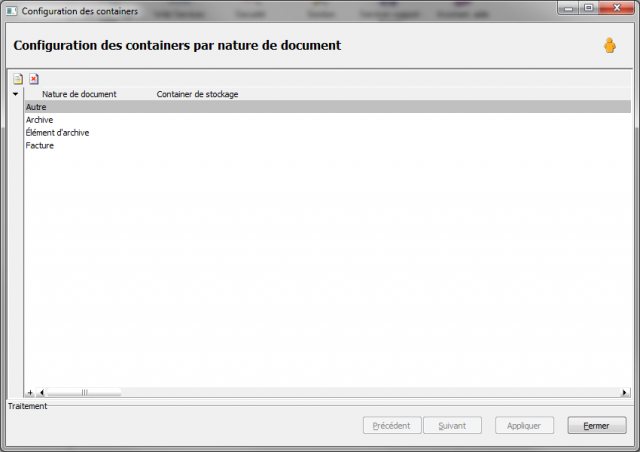 Configuration des containers
Configuration des containers par nature de document
Nature de document Container de stockage
Autre
Archive
Élément d'archive
Facture
Traitement
Précédent Suivant Appliquer Fermer